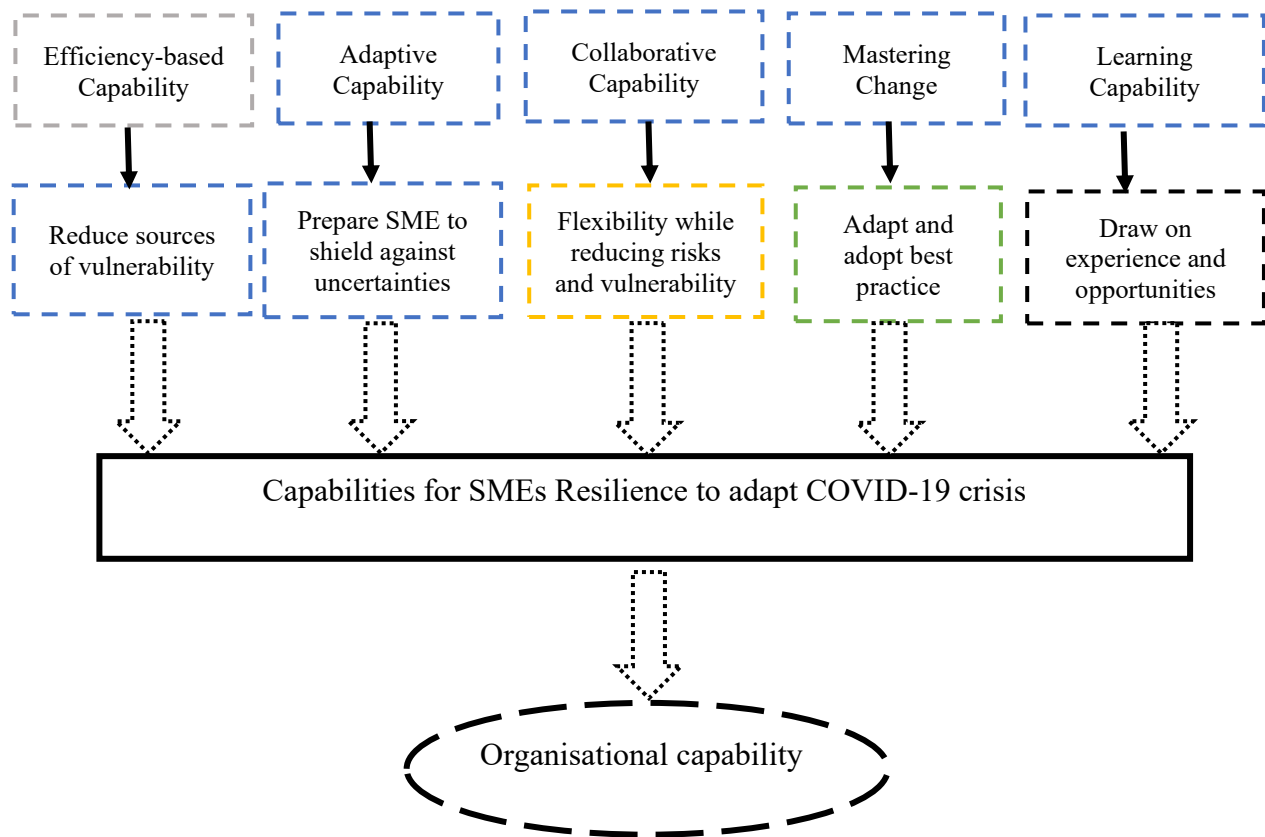 Efficiency-based
Capability
Adaptive
Capability
Collaborative
Capability
Mastering
Change
Learning
Capability
Reduce sources
of vulnerability
Prepare SME to
shield against
uncertainties
Flexibility while
reducing risks
and vulnerability
Adapt and
adopt best
practice
Draw on
experience and
opportunities
Capabilities for SMEs Resilience to adapt COVID-19 crisis
Organisational capability